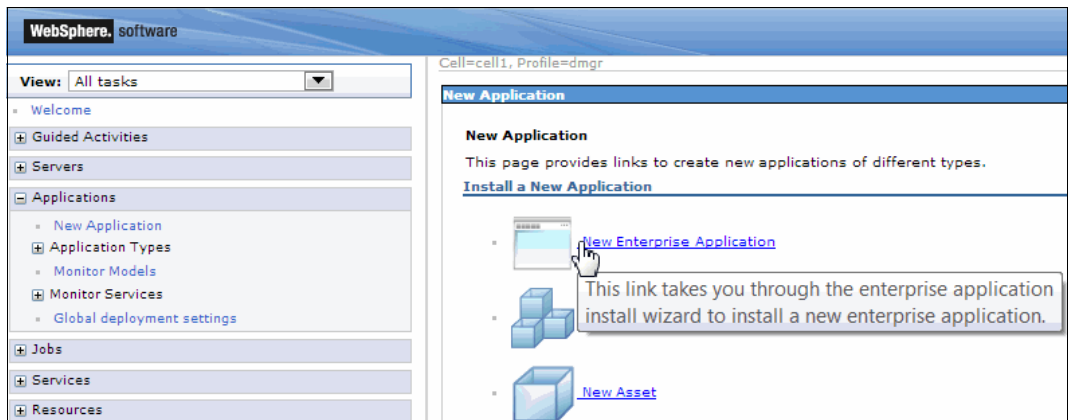 WebSphere. software
View: All tasks
Welcome
Guided Activities
Servers
Applications
New Application
Application Types
Monitor Models
Monitor Services
Global deployment settings
Jobs
Services
Resources
Cell=cell1, Profile=dmgr
New Application
New Application
This page provides links to create new applications of different types.
Install a New Application
New Enterprise Application
This link takes you through the enterprise application
install wizard to install a new enterprise application.
New Asset